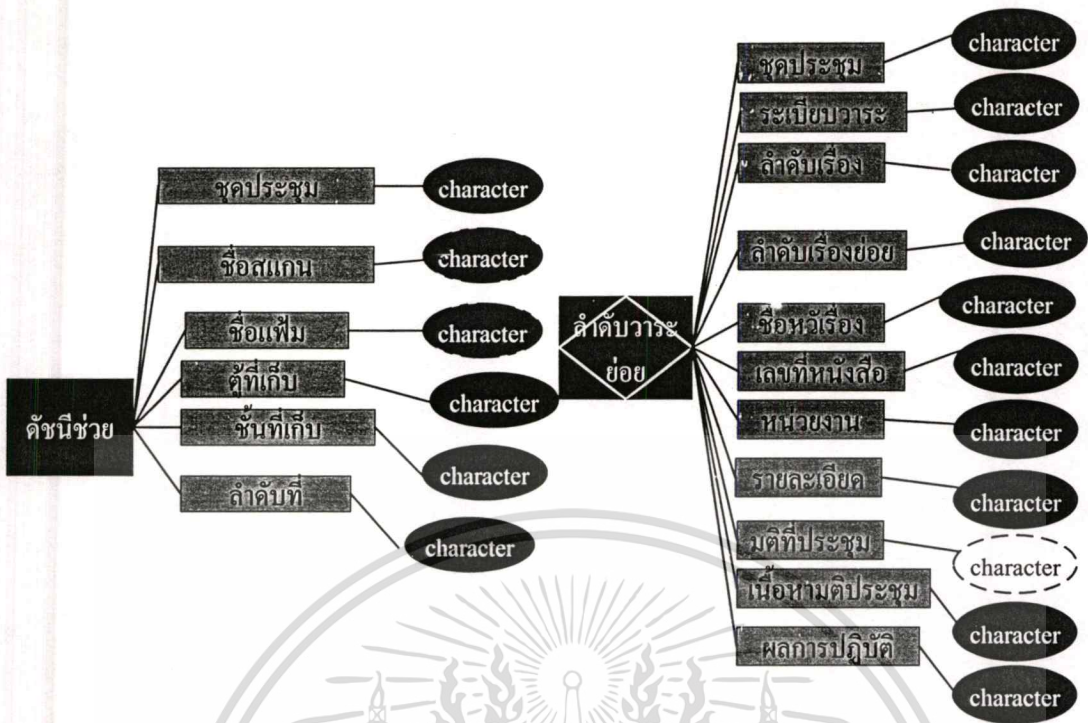 ดัชนีช่วย
ชุดประชุม
character
ชื่อสแกน
character
ชื่อแฟ้ม
character
ตู้ที่เก็บ
character
ชั้นที่เก็บ
character
ลำดับที่
character
ลำดับวาระ
ย่อย
ชุดประชุม
character
ระเบียบวาระ
character
ลำดับเรื่อง
character
ลำดับเรื่องย่อย
character
ชื่อหัวเรื่อง
character
เลขที่หนังสือ
character
หน่วยงาน
character
รายละเอียด
character
มติที่ประชุม
character
เนื้อหามติประชุม
character
ผลการปฎิบัติ
character